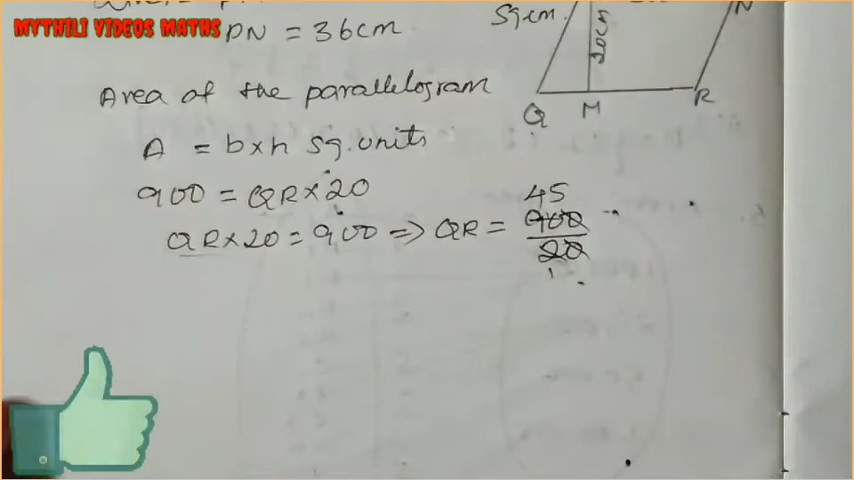 MYTHILI VIDEOS MATHS
PN = 36cm
Sqcm.
20cm
N
Q M R
Area of the parallelogram
A = b×h sq.units
900 = QR×20
QR×20 = 900 => QR = 900/20
45
1